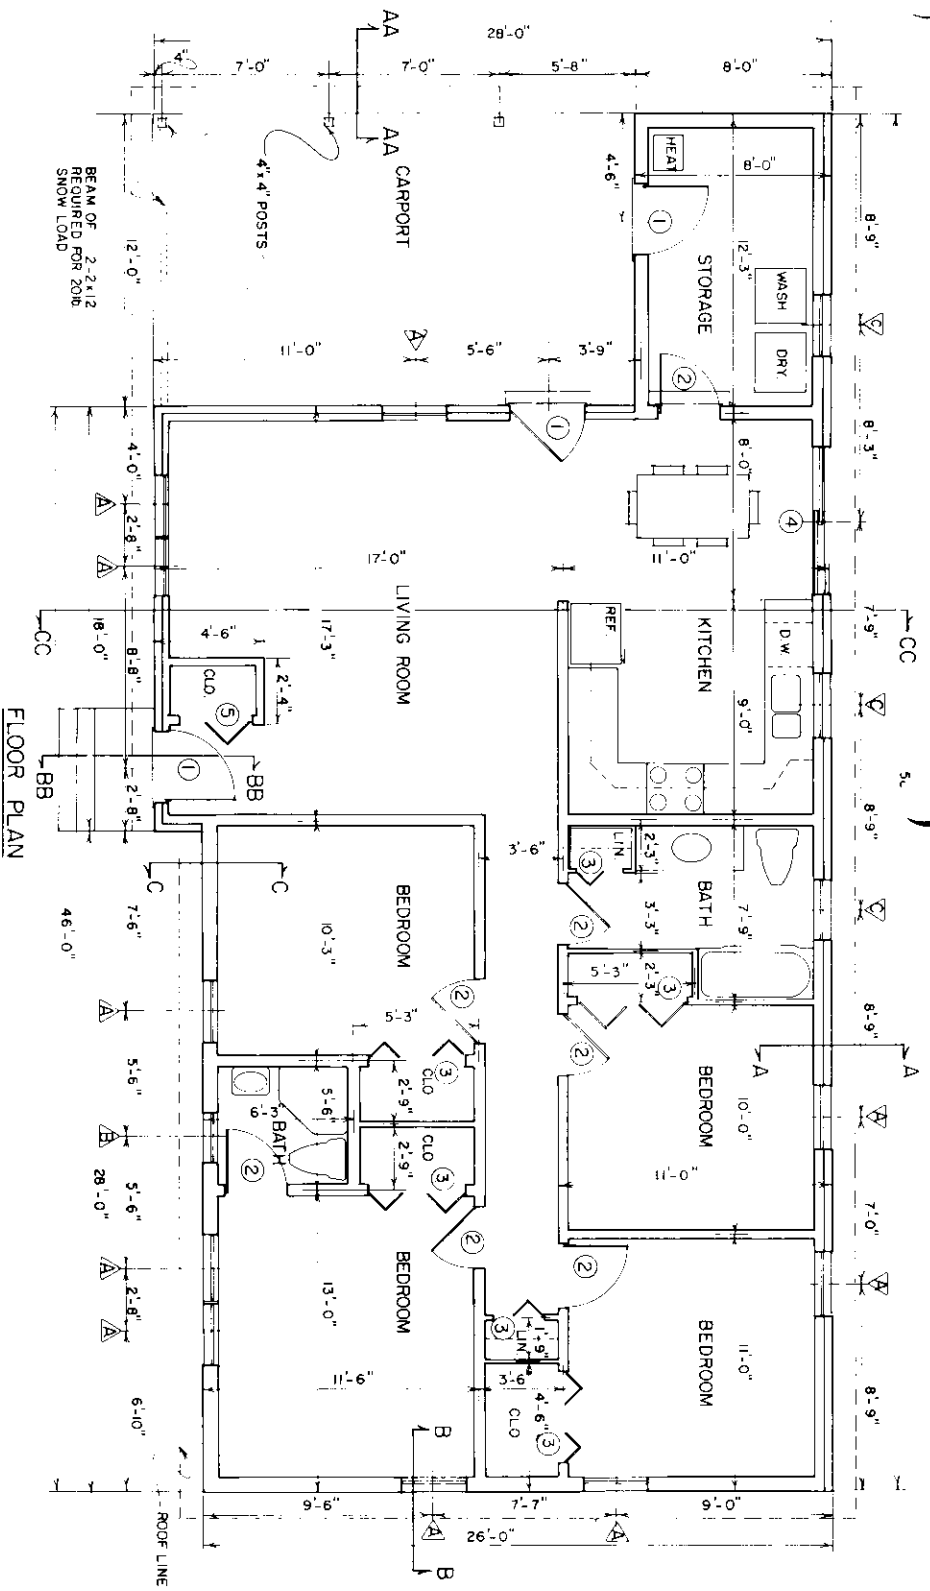 FLOOR PLAN
28'-0"
4"
7'-0"
7'-0"
5'-8"
8'-0"
AA
AA
CARPORT
4"x4" POSTS
BEAM OF 2-2x12
REQUIRED FOR 20lb.
SNOW LOAD
12'-0"
11'-0"
5'-6"
3'-9"
A
4'-6"
HEAT
8'-0"
12'-3"
STORAGE
WASH
DRY.
1
2
1
8'-9"
C
8'-3"
7'-9"
C
8'-9"
C
8'-9"
A
7'-0"
A
8'-9"
8'-0"
4
11'-0"
KITCHEN
D.W.
REF.
9'-0"
CC
CC
17'-0"
LIVING ROOM
17'-3"
4'-6"
CLO.
2'-4"
5
1
BB
BB
4'-0"
A
2'-8"
A
8'-8"
2'-8"
18'-0"
46'-0"
3'-6"
LIN
2'-3"
3
BATH
7'-9"
3'-3"
2
5'-3"
2'-3"
3
C
C
BEDROOM
10'-3"
5'-3"
2
2
A
A
BEDROOM
10'-0"
11'-0"
CLO
2'-9"
3
CLO
2'-9"
3
5'-6"
6'-3"
BATH
2
2
2
BEDROOM
13'-0"
11'-6"
BEDROOM
11'-0"
3
LIN
1'-9"
3'-6
4'-6"
CLO
3
B
B
7'-6"
A
5'-6"
B
5'-6"
A
2'-8"
A
6'-10"
28'-0"
9'-6"
A
7'-7"
A
9'-0"
26'-0"
ROOF LINE